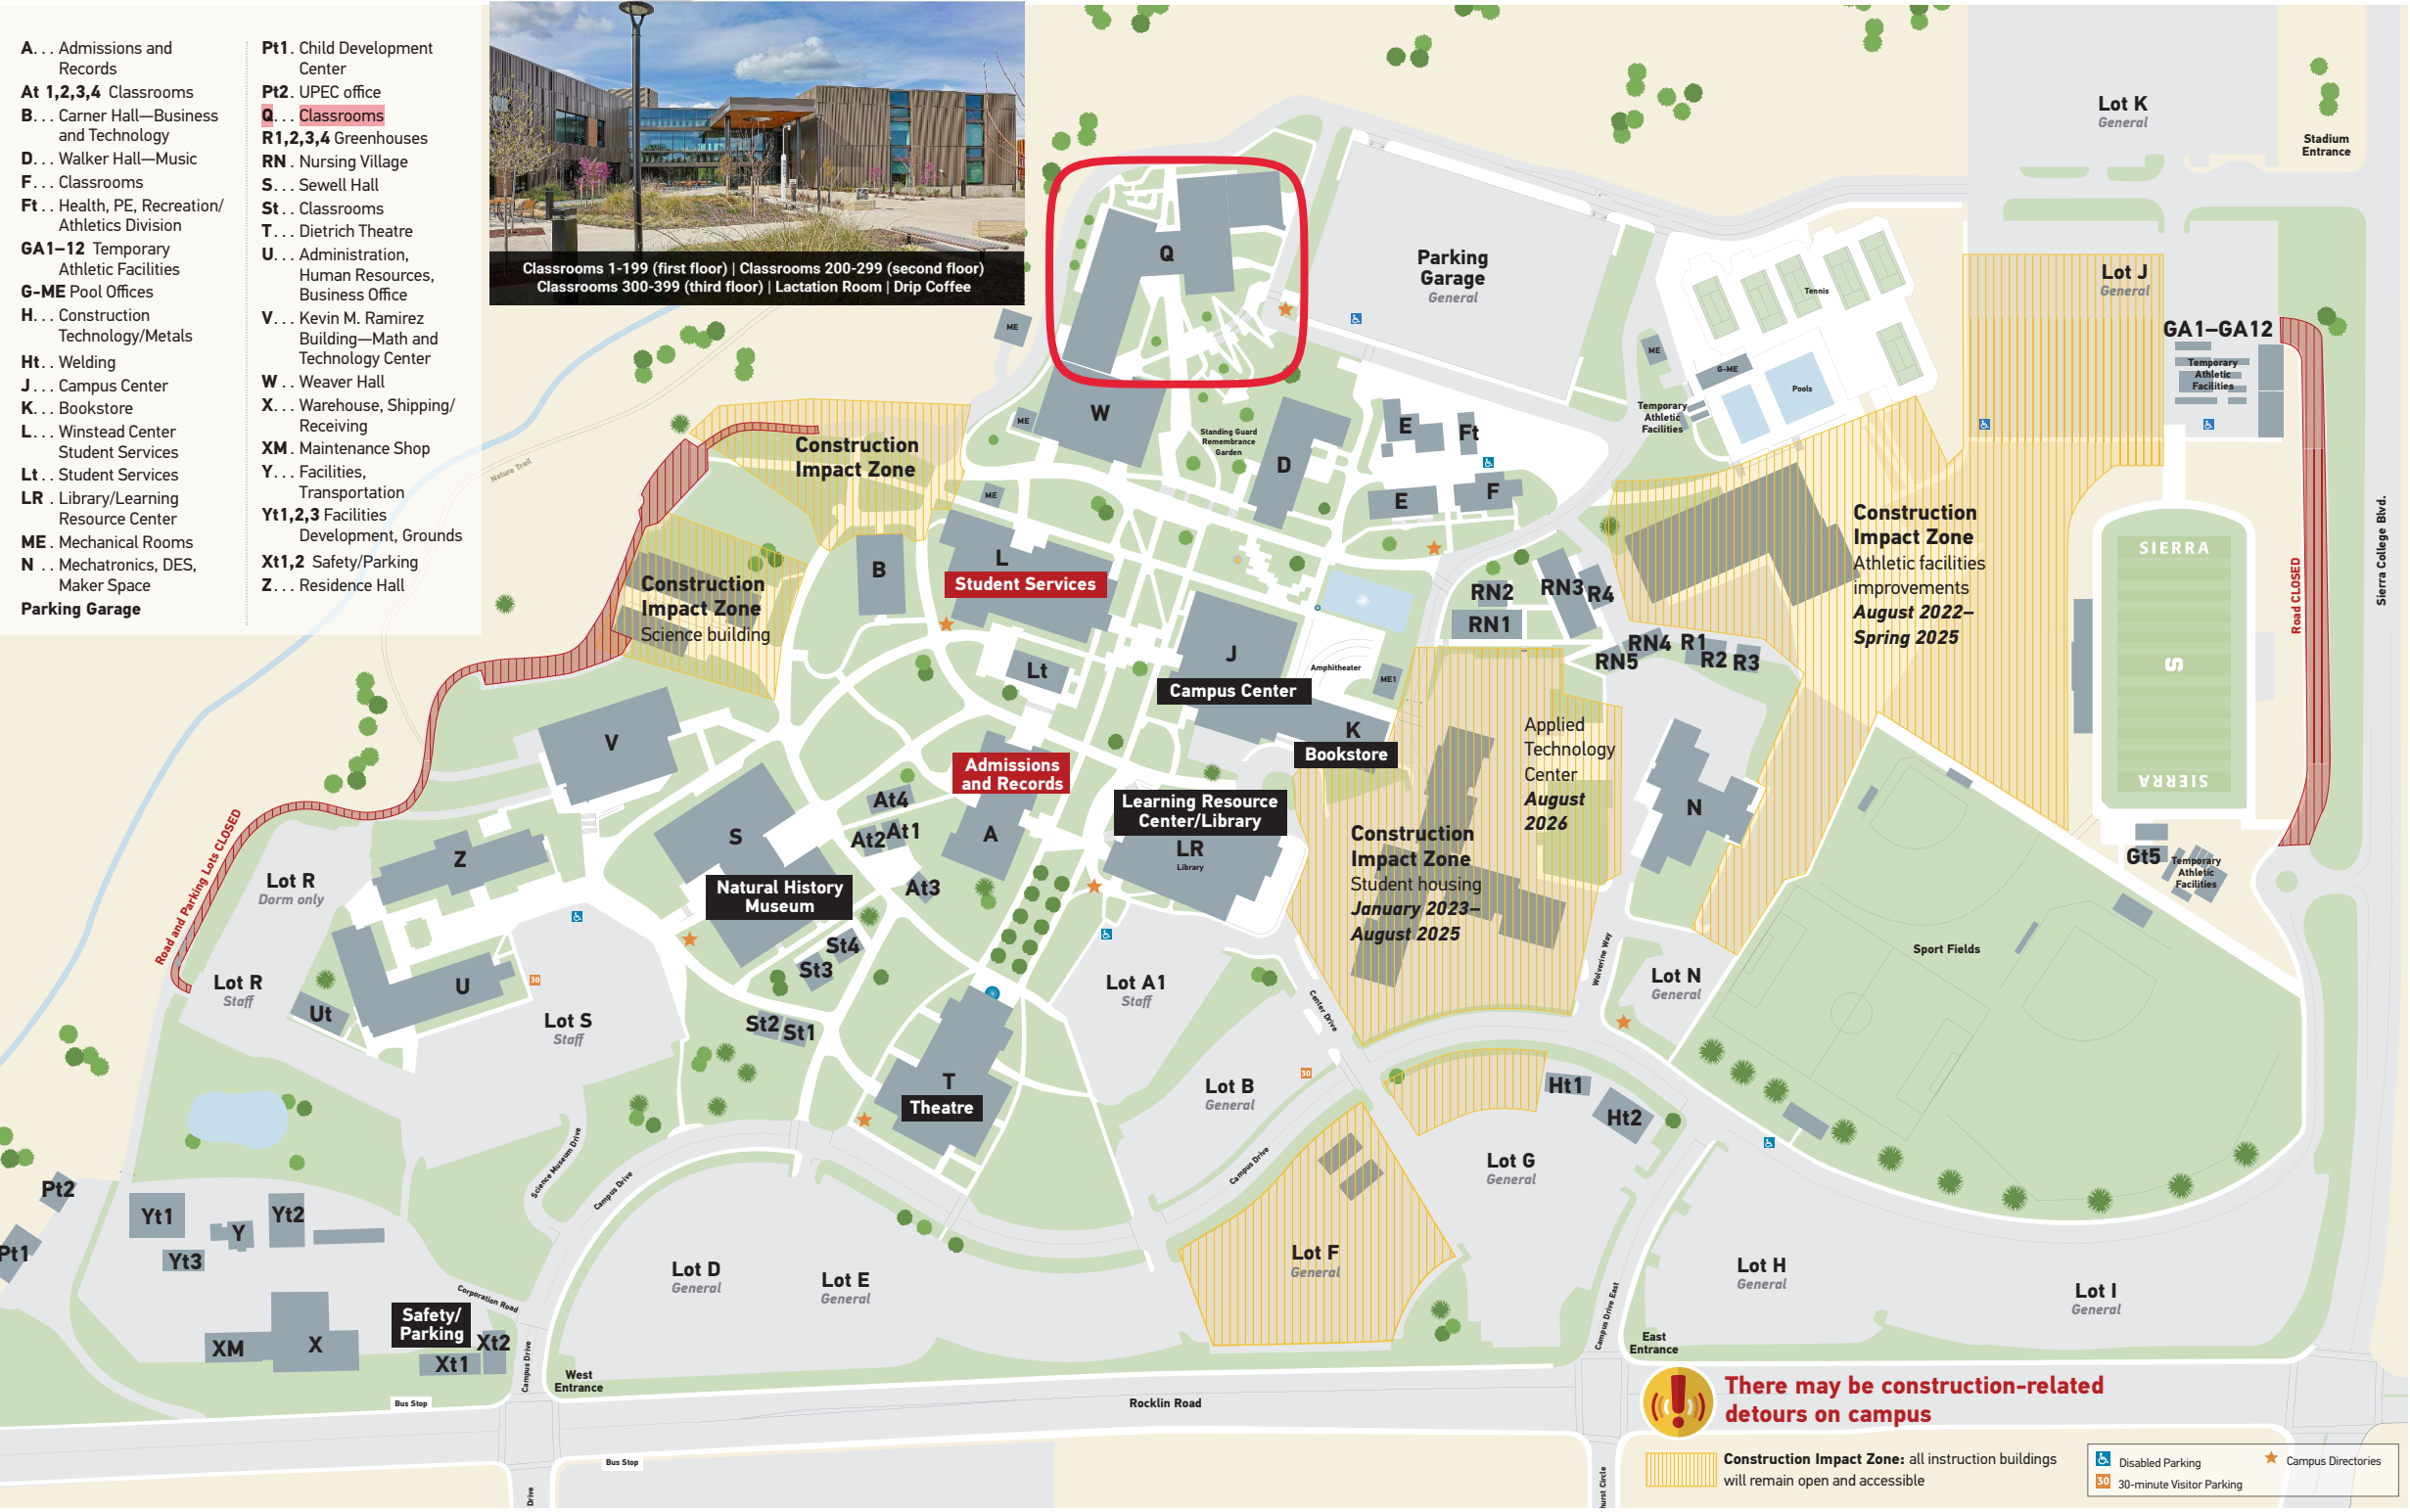 A. . . Admissions and
Records
At 1,2,3,4 Classrooms
B. . . Carner Hall—Business
and Technology
D. . . Walker Hall—Music
F. . . Classrooms
Ft . . Health, PE, Recreation/
Athletics Division
GA1–12 Temporary
Athletic Facilities
G-ME Pool Offices
H. . . Construction
Technology/Metals
Ht. . Welding
J . . . Campus Center
K. . . Bookstore
L. . . Winstead Center
Student Services
Lt . . Student Services
LR . Library/Learning
Resource Center
ME . Mechanical Rooms
N . . Mechatronics, DES,
Maker Space
Parking Garage
Pt1. Child Development
Center
Pt2. UPEC office
Q. . . Classrooms
R1,2,3,4 Greenhouses
RN . Nursing Village
S. . . Sewell Hall
St . . Classrooms
T. . . Dietrich Theatre
U. . . Administration,
Human Resources,
Business Office
V. . . Kevin M. Ramirez
Building—Math and
Technology Center
W . . Weaver Hall
X. . . Warehouse, Shipping/
Receiving
XM . Maintenance Shop
Y. . . Facilities,
Transportation
Yt1,2,3 Facilities
Development, Grounds
Xt1,2 Safety/Parking
Z. . . Residence Hall
Classrooms 1-199 (first floor) | Classrooms 200-299 (second floor)
Classrooms 300-399 (third floor) | Lactation Room | Drip Coffee
Lot K
General
Stadium
Entrance
Q
Parking
Garage
General
Tennis
Lot J
General
GA1–GA12
Temporary
Athletic
Facilities
ME
ME
G-ME
Pools
W
ME
Standing Guard
Remembrance
Garden
D
E
Ft
Temporary
Athletic
Facilities
Construction
Impact Zone
Nature Trail
ME
E
F
Construction
Impact Zone
Athletic facilities
improvements
August 2022–
Spring 2025
SIERRA
S
SIERRA
Road CLOSED
Sierra College Blvd.
B
L
Student Services
Construction
Impact Zone
Science building
RN2
RN3
R4
RN1
RN4
R1
RN5
R2
R3
J
Amphitheater
ME1
Lt
Campus Center
K
Bookstore
V
Applied
Technology
Center
August
2026
Admissions
and Records
At4
At2
At1
A
At3
Learning Resource
Center/Library
LR
Library
N
S
Natural History
Museum
Construction
Impact Zone
Student housing
January 2023–
August 2025
Gt5
Temporary
Athletic
Facilities
Road and Parking Lots CLOSED
Z
Lot R
Dorm only
Lot R
Staff
U
30
Ut
Lot S
Staff
St4
St3
St2
St1
Lot A1
Staff
Center Drive
Wolverine Way
Lot N
General
Sport Fields
T
Theatre
Lot B
General
30
Ht1
Ht2
Science Museum Drive
Campus Drive
Campus Drive
Lot G
General
Pt2
Pt1
Yt1
Y
Yt2
Yt3
Lot D
General
Lot E
General
Lot F
General
Lot H
General
Lot I
General
Corporation Road
Safety/
Parking
XM
X
Xt1
Xt2
Campus Drive
West
Entrance
Campus Drive East
East
Entrance
Bus Stop
Rocklin Road
Bus Stop
Drive
hurst Circle
There may be construction-related
detours on campus
Construction Impact Zone: all instruction buildings
will remain open and accessible
Disabled Parking
Campus Directories
30 30-minute Visitor Parking